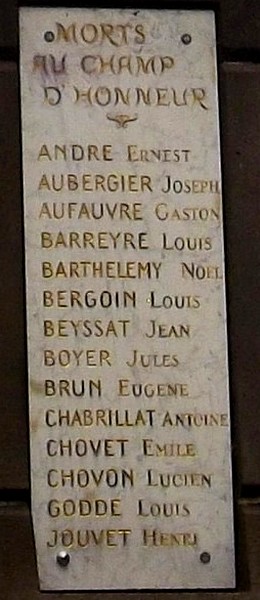 MORTS
AU CHAMP
D'HONNEUR
ANDRE ERNEST
AUBERGIER JOSEPH
AUFAUVRE GASTON
BARREYRE LOUIS
BARTHELEMY NOEL
BERGOIN LOUIS
BEYSSAT JEAN
BOYER JULES
BRUN EUGENE
CHABRILLAT ANTOINE
CHOVET EMILE
CHOVON LUCIEN
GODDE LOUIS
JOUVET HENRI